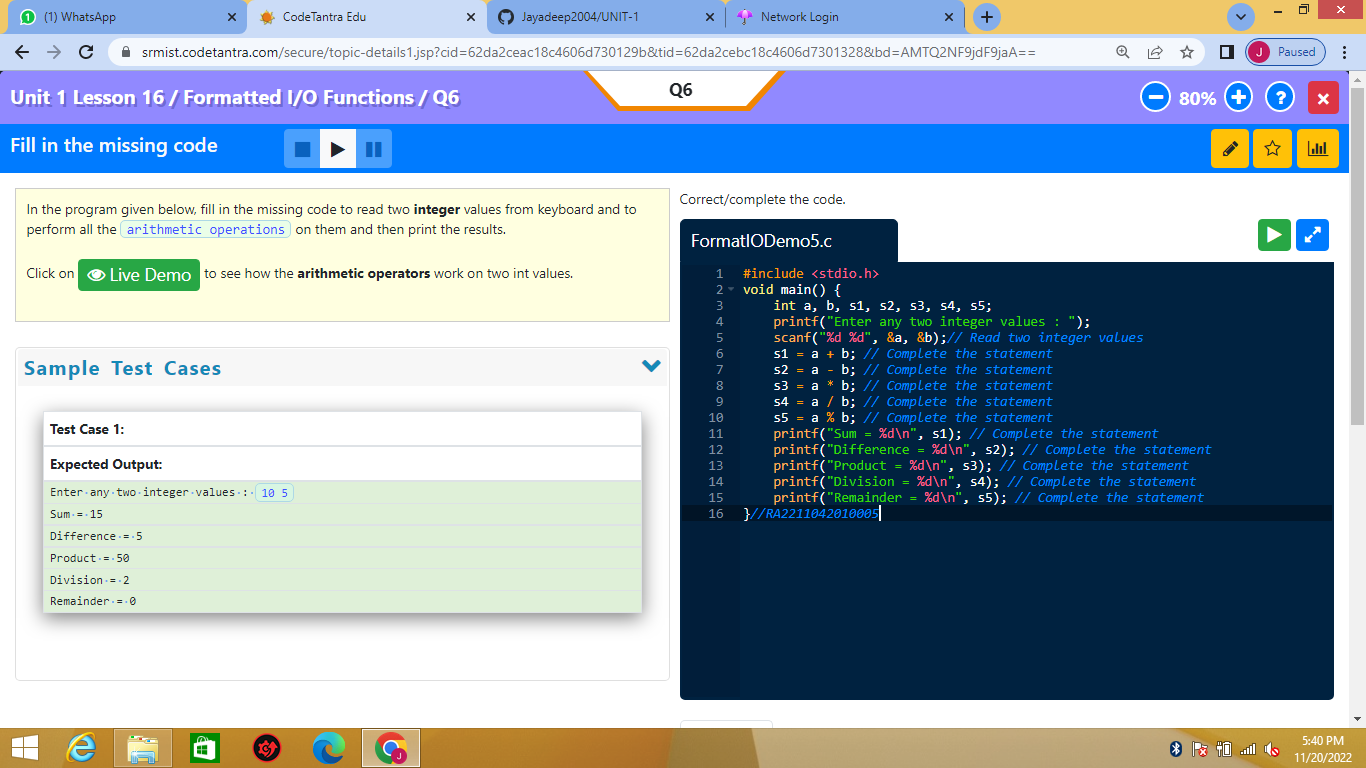 (1) WhatsApp
CodeTantra Edu
Jayadeep2004/UNIT-1
Network Login
srmist.codetantra.com/secure/topic-details1.jsp?cid=62da2ceac18c4606d730129b&tid=62da2cebc18c4606d7301328&bd=AMTQ2NF9jdF9jaA==
J Paused
Unit 1 Lesson 16 / Formatted I/O Functions / Q6
Q6
80%
?
Fill in the missing code
In the program given below, fill in the missing code to read two integer values from keyboard and to
perform all the arithmetic operations on them and then print the results.
Click on Live Demo to see how the arithmetic operators work on two int values.
Sample Test Cases
Test Case 1:
Expected Output:
Enter·any·two·integer·values·:·10 5
Sum·=·15
Difference·=·5
Product·=·50
Division·=·2
Remainder·=·0
Correct/complete the code.
FormatIODemo5.c
1 #include <stdio.h>
2 void main() {
3 int a, b, s1, s2, s3, s4, s5;
4 printf("Enter any two integer values : ");
5 scanf("%d %d", &a, &b);// Read two integer values
6 s1 = a + b; // Complete the statement
7 s2 = a - b; // Complete the statement
8 s3 = a * b; // Complete the statement
9 s4 = a / b; // Complete the statement
10 s5 = a % b; // Complete the statement
11 printf("Sum = %d\n", s1); // Complete the statement
12 printf("Difference = %d\n", s2); // Complete the statement
13 printf("Product = %d\n", s3); // Complete the statement
14 printf("Division = %d\n", s4); // Complete the statement
15 printf("Remainder = %d\n", s5); // Complete the statement
16 }//RA2211042010005
J
5:40 PM
11/20/2022